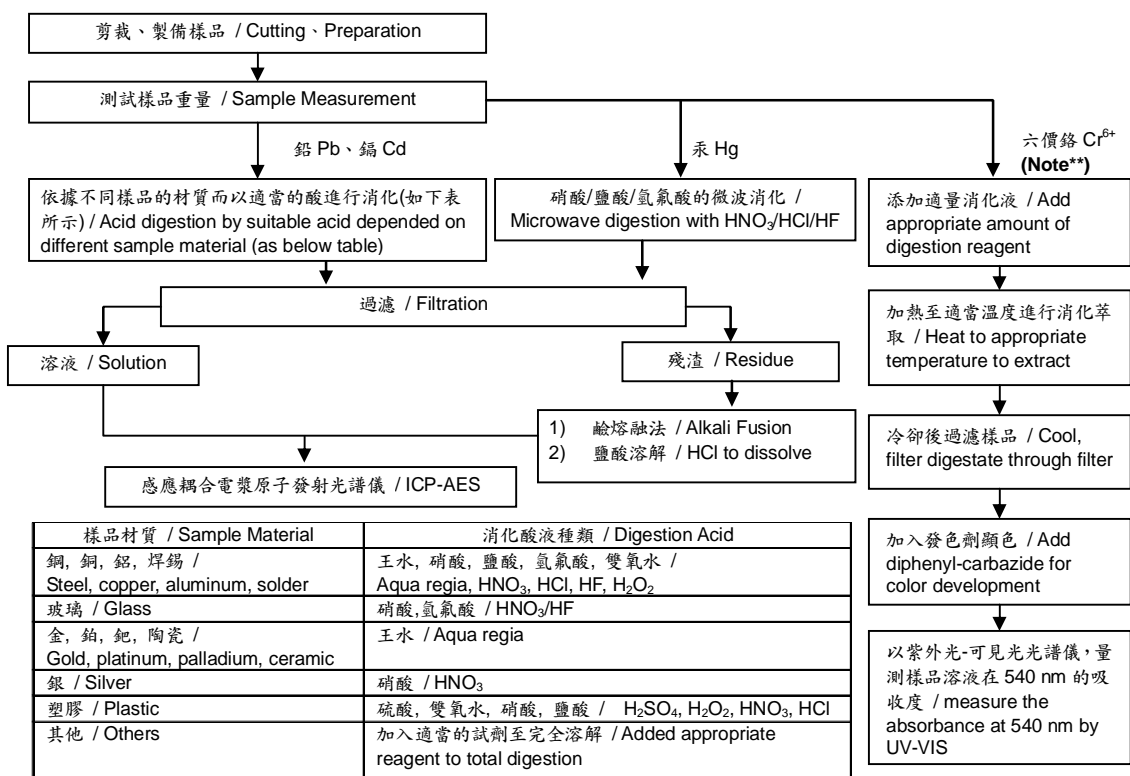 剪裁、製備樣品 / Cutting、Preparation
測試樣品重量 / Sample Measurement
鉛 Pb、鎘 Cd
汞 Hg
六價鉻 Cr⁶⁺
(Note**)
依據不同樣品的材質而以適當的酸進行消化(如下表
所示) / Acid digestion by suitable acid depended on
different sample material (as below table)
硝酸/鹽酸/氫氟酸的微波消化 /
Microwave digestion with HNO₃/HCl/HF
添加適量消化液 / Add
appropriate amount of
digestion reagent
過濾 / Filtration
加熱至適當溫度進行消化萃
取 / Heat to appropriate
temperature to extract
溶液 / Solution
殘渣 / Residue
1) 鹼熔融法 / Alkali Fusion
2) 鹽酸溶解 / HCl to dissolve
冷卻後過濾樣品 / Cool,
filter digestate through filter
感應耦合電漿原子發射光譜儀 / ICP-AES
加入發色劑顯色 / Add
diphenyl-carbazide for
color development
以紫外光-可見光光譜儀，量
測樣品溶液在 540 nm 的吸
收度 / measure the
absorbance at 540 nm by
UV-VIS
樣品材質 / Sample Material 消化酸液種類 / Digestion Acid
鋼, 銅, 鋁, 焊錫 / 王水, 硝酸, 鹽酸, 氫氟酸, 雙氧水 /
Steel, copper, aluminum, solder Aqua regia, HNO₃, HCl, HF, H₂O₂
玻璃 / Glass 硝酸,氫氟酸 / HNO₃/HF
金, 鉑, 鈀, 陶瓷 / 王水 / Aqua regia
Gold, platinum, palladium, ceramic
銀 / Silver 硝酸 / HNO₃
塑膠 / Plastic 硫酸, 雙氧水, 硝酸, 鹽酸 / H₂SO₄, H₂O₂, HNO₃, HCl
其他 / Others 加入適當的試劑至完全溶解 / Added appropriate
reagent to total digestion